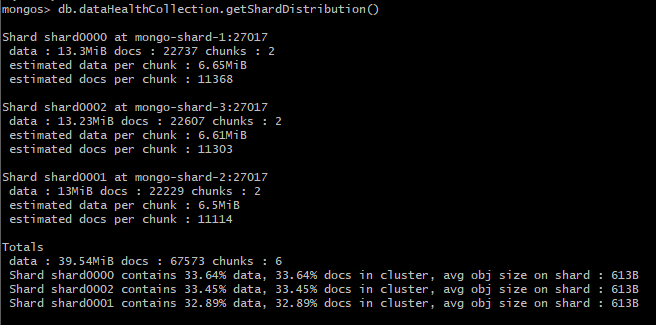 mongos> db.dataHealthCollection.getShardDistribution()
Shard shard0000 at mongo-shard-1:27017
data : 13.3MiB docs : 22737 chunks : 2
estimated data per chunk : 6.65MiB
estimated docs per chunk : 11368
Shard shard0002 at mongo-shard-3:27017
data : 13.23MiB docs : 22607 chunks : 2
estimated data per chunk : 6.61MiB
estimated docs per chunk : 11303
Shard shard0001 at mongo-shard-2:27017
data : 13MiB docs : 22229 chunks : 2
estimated data per chunk : 6.5MiB
estimated docs per chunk : 11114
Totals
data : 39.54MiB docs : 67573 chunks : 6
Shard shard0000 contains 33.64% data, 33.64% docs in cluster, avg obj size on shard : 613B
Shard shard0002 contains 33.45% data, 33.45% docs in cluster, avg obj size on shard : 613B
Shard shard0001 contains 32.89% data, 32.89% docs in cluster, avg obj size on shard : 613B